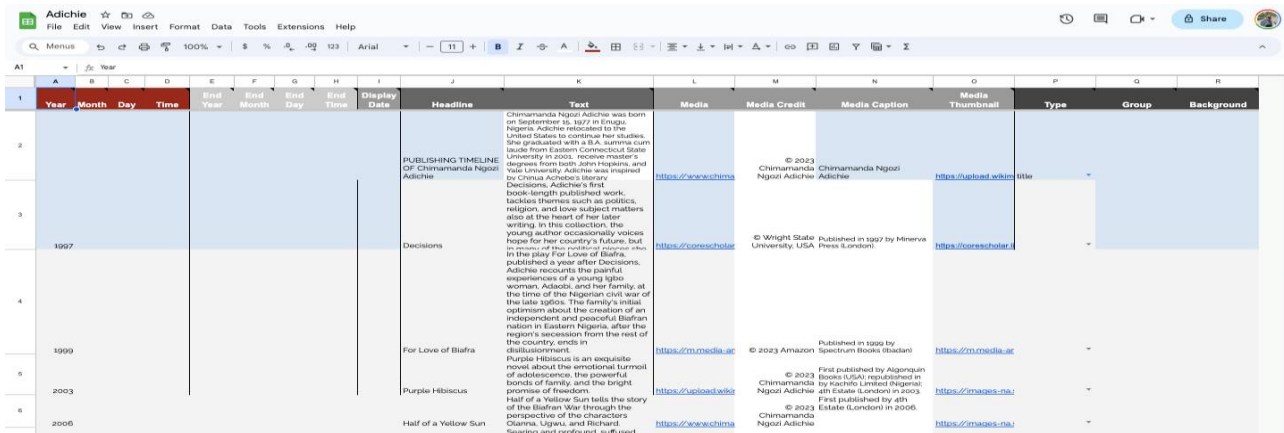 Adichie
File Edit View Insert Format Data Tools Extensions Help
Share
Menus 100% $ % .0 .00 123 Arial 11 B I A
A1 fx Year
A B C D E F G H I J K L M N O P Q R
1 Year Month Day Time End Year End Month End Day End Time Display Date Headline Text Media Media Credit Media Caption Media Thumbnail Type Group Background
2
PUBLISHING TIMELINE
OF Chimamanda Ngozi
Adichie
Chimamanda Ngozi Adichie was born
on September 15, 1977 in Enugu,
Nigeria. Adichie relocated to the
United States to continue her studies.
She graduated with a B.A. summa cum
laude from Eastern Connecticut State
University in 2001, receive master's
degrees from both John Hopkins, and
Yale University. Adichie was inspired
by Chinua Achebe's literary
https://www.chima
© 2023
Chimamanda
Ngozi Adichie
Chimamanda Ngozi
Adichie
https://upload.wikim
title
3
1997
Decisions
Decisions, Adichie's first
book-length published work,
tackles themes such as politics,
religion, and love subject matters
also at the heart of her later
writing. In this collection, the
young author occasionally voices
hope for her country's future, but
in many of the political pieces she
https://corescholar
© Wright State
University, USA
Published in 1997 by Minerva
Press (London).
https://corescholar.li
4
1999
For Love of Biafra
In the play For Love of Biafra,
published a year after Decisions,
Adichie recounts the painful
experiences of a young Igbo
woman, Adaobi, and her family, at
the time of the Nigerian civil war of
the late 1960s. The family's initial
optimism about the creation of an
independent and peaceful Biafran
nation in Eastern Nigeria, after the
region's secession from the rest of
the country, ends in
disillusionment.
https://m.media-ar
© 2023 Amazon
Published in 1999 by
Spectrum Books (Ibadan)
https://m.media-ar
5
2003
Purple Hibiscus
Purple Hibiscus is an exquisite
novel about the emotional turmoil
of adolescence, the powerful
bonds of family, and the bright
promise of freedom.
https://upload.wikir
© 2023
Chimamanda
Ngozi Adichie
First published by Algonquin
Books (USA); republished in
by Kachifo Limited (Nigeria);
4th Estate (London) in 2003.
https://images-na.s
6
2006
Half of a Yellow Sun
Half of a Yellow Sun tells the story
of the Biafran War through the
perspective of the characters
Olanna, Ugwu, and Richard.
Searing and profound, suffused
https://www.chima
© 2023
Chimamanda
Ngozi Adichie
First published by 4th
Estate (London) in 2006.
https://images-na.s